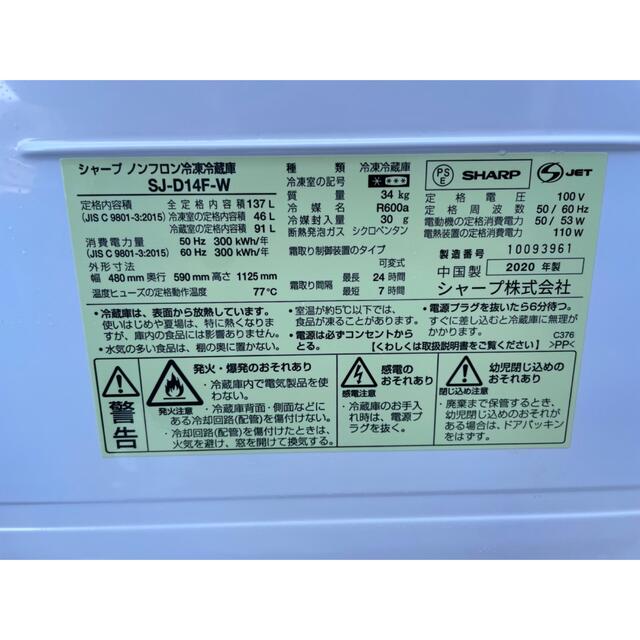 シャープ ノンフロン冷凍冷蔵庫
SJ-D14F-W
定格内容積 全定格内容積 137 L
(JIS C 9801-3:2015) 冷凍室の定格内容積 46 L
冷蔵室の定格内容積 91 L
消費電力量 50 Hz 300 kWh/年
(JIS C 9801-3:2015) 60 Hz 300 kWh/年
外形寸法
幅 480 mm 奥行 590 mm 高さ 1125 mm
温度ヒューズの定格動作温度 77℃
種類 冷凍冷蔵庫
冷凍室の記号
質量 34 kg
冷媒名 R600a
冷媒封入量 30 g
断熱発泡ガス シクロペンタン
霜取り制御装置のタイプ
可変式
霜取り間隔 最長 24 時間
最短 7 時間
PS
E
SHARP
JET
定格電圧 100 V
定格周波数 50 / 60 Hz
電動機の定格消費電力 50 / 53 W
電熱装置の定格消費電力 110 W
製造番号 10093961
中国製 2020 年製
シャープ株式会社
• 冷蔵庫は、表面から放熱しています。
使いはじめや夏場は、特に熱く感じますが、庫内の食品には影響ありません。
• 水気の多い食品は、棚の奥に置かない。
• 室温が約5℃以下では、食品が凍ることがあります。
• 電源は必ずコンセントからとる。
• 電源プラグを抜いたら6分待つ。
すぐに差し込むと冷蔵庫に無理がかかり、故障の原因。
C376
【くわしくは取扱説明書をご覧ください】 >PP<
警告
発火注意
発火・爆発のおそれあり
• 冷蔵庫内で電気製品を使わない。
• 冷蔵庫背面・側面などにある冷却回路(配管)を傷付けない。
• 冷却回路(配管)を傷付けたときは、火気を避け、窓を開けて換気する。
感電注意
感電のおそれあり
• 冷蔵庫のお手入れ時は、電源プラグを抜く。
幼児閉じ込めのおそれあり
• 廃棄まで保管するとき、幼児閉じ込めのおそれがある場合は、ドアパッキンをはずす。